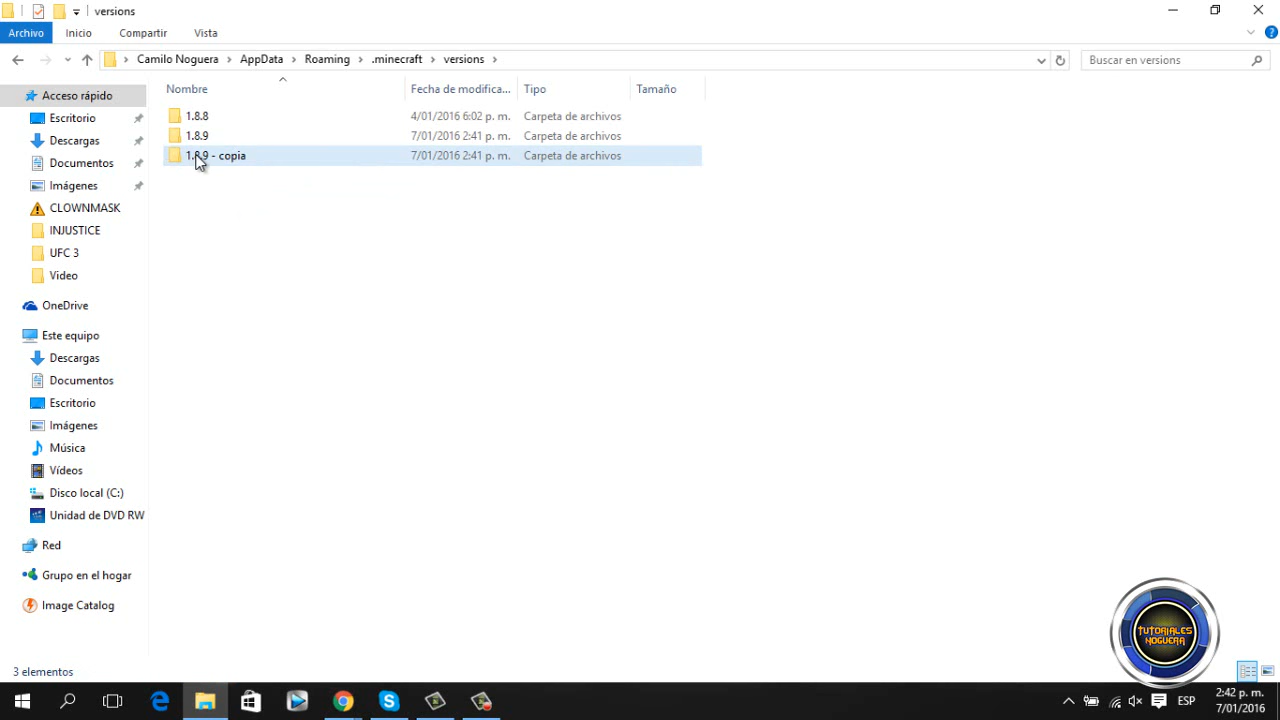 versions
Archivo Inicio Compartir Vista
Camilo Noguera AppData Roaming .minecraft versions Buscar en versions
Nombre Fecha de modifica... Tipo Tamaño
1.8.8 4/01/2016 6:02 p. m. Carpeta de archivos
1.8.9 7/01/2016 2:41 p. m. Carpeta de archivos
1.8.9 - copia 7/01/2016 2:41 p. m. Carpeta de archivos
Acceso rápido
Escritorio
Descargas
Documentos
Imágenes
CLOWNMASK
INJUSTICE
UFC 3
Video
OneDrive
Este equipo
Descargas
Documentos
Escritorio
Imágenes
Música
Vídeos
Disco local (C:)
Unidad de DVD RW
Red
Grupo en el hogar
Image Catalog
TUTORIALES
NOGUERA
3 elementos
ESP
2:42 p. m.
7/01/2016